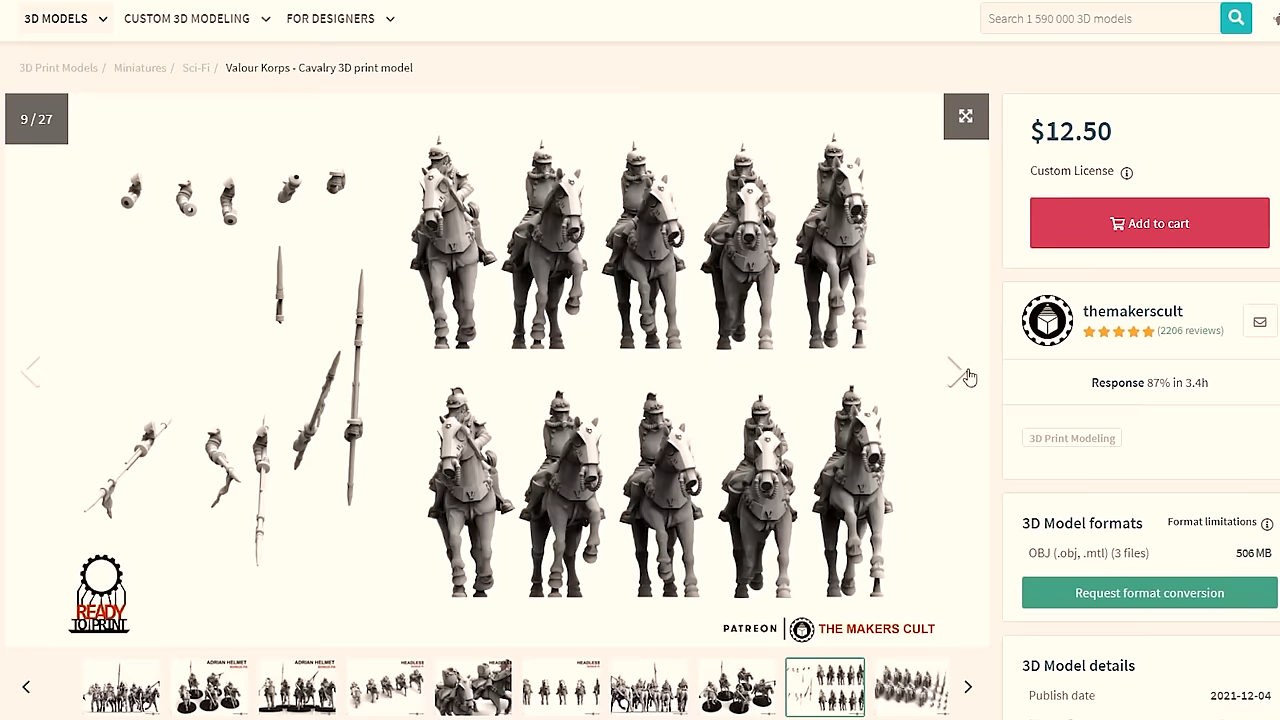 3D MODELS CUSTOM 3D MODELING FOR DESIGNERS Search 1 590 000 3D models
3D Print Models / Miniatures / Sci-Fi / Valour Korps - Cavalry 3D print model
9 / 27
$12.50
Custom License
Add to cart
themakerscult
(2206 reviews)
Response 87% in 3.4h
3D Print Modeling
3D Model formats Format limitations
OBJ (.obj, .mtl) (3 files) 506 MB
Request format conversion
READY
TO PRINT
PATREON THE MAKERS CULT
ADRIAN HELMET
ADRIAN HELMET
HEADLESS
HEADLESS
HEADLESS
3D Model details
Publish date 2021-12-04